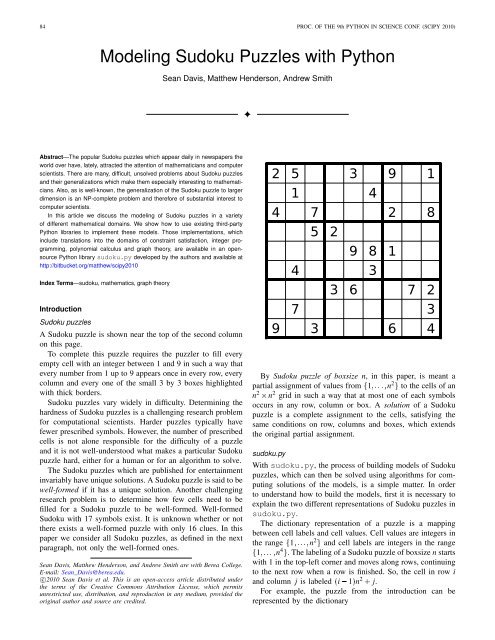 84
PROC. OF THE 9th PYTHON IN SCIENCE CONF. (SCIPY 2010)
Modeling Sudoku Puzzles with Python
Sean Davis, Matthew Henderson, Andrew Smith
Abstract—The popular Sudoku puzzles which appear daily in newspapers the
world over have, lately, attracted the attention of mathematicians and computer
scientists. There are many, difficult, unsolved problems about Sudoku puzzles
and their generalizations which make them especially interesting to mathemati-
cians. Also, as is well-known, the generalization of the Sudoku puzzle to larger
dimension is an NP-complete problem and therefore of substantial interest to
computer scientists.
In this article we discuss the modeling of Sudoku puzzles in a variety
of different mathematical domains. We show how to use existing third-party
Python libraries to implement these models. Those implementations, which
include translations into the domains of constraint satisfaction, integer pro-
gramming, polynomial calculus and graph theory, are available in an open-
source Python library sudoku.py developed by the authors and available at
http://bitbucket.org/matthew/scipy2010
Index Terms—sudoku, mathematics, graph theory
Introduction
Sudoku puzzles
A Sudoku puzzle is shown near the top of the second column
on this page.
To complete this puzzle requires the puzzler to fill every
empty cell with an integer between 1 and 9 in such a way that
every number from 1 up to 9 appears once in every row, every
column and every one of the small 3 by 3 boxes highlighted
with thick borders.
Sudoku puzzles vary widely in difficulty. Determining the
hardness of Sudoku puzzles is a challenging research problem
for computational scientists. Harder puzzles typically have
fewer prescribed symbols. However, the number of prescribed
cells is not alone responsible for the difficulty of a puzzle
and it is not well-understood what makes a particular Sudoku
puzzle hard, either for a human or for an algorithm to solve.
The Sudoku puzzles which are published for entertainment
invariably have unique solutions. A Sudoku puzzle is said to be
well-formed if it has a unique solution. Another challenging
research problem is to determine how few cells need to be
filled for a Sudoku puzzle to be well-formed. Well-formed
Sudoku with 17 symbols exist. It is unknown whether or not
there exists a well-formed puzzle with only 16 clues. In this
paper we consider all Sudoku puzzles, as defined in the next
paragraph, not only the well-formed ones.
Sean Davis, Matthew Henderson, and Andrew Smith are with Berea College.
E-mail: Sean_Davis@berea.edu.
©2010 Sean Davis et al. This is an open-access article distributed under
the terms of the Creative Commons Attribution License, which permits
unrestricted use, distribution, and reproduction in any medium, provided the
original author and source are credited.
2 5 3 9 1
1 4
4 7 2 8
5 2
9 8 1
4 3
3 6 7 2
7 3
9 3 6 4
By Sudoku puzzle of boxsize n, in this paper, is meant a
partial assignment of values from {1,...,n²} to the cells of an
n² × n² grid in such a way that at most one of each symbols
occurs in any row, column or box. A solution of a Sudoku
puzzle is a complete assignment to the cells, satisfying the
same conditions on row, columns and boxes, which extends
the original partial assignment.
sudoku.py
With sudoku.py, the process of building models of Sudoku
puzzles, which can then be solved using algorithms for com-
puting solutions of the models, is a simple matter. In order
to understand how to build the models, first it is necessary to
explain the two different representations of Sudoku puzzles in
sudoku.py.
The dictionary representation of a puzzle is a mapping
between cell labels and cell values. Cell values are integers in
the range {1,...,n²} and cell labels are integers in the range
{1,...,n⁴}. The labeling of a Sudoku puzzle of boxsize n starts
with 1 in the top-left corner and moves along rows, continuing
to the next row when a row is finished. So, the cell in row i
and column j is labeled (i−1)n² + j.
For example, the puzzle from the introduction can be
represented by the dictionary